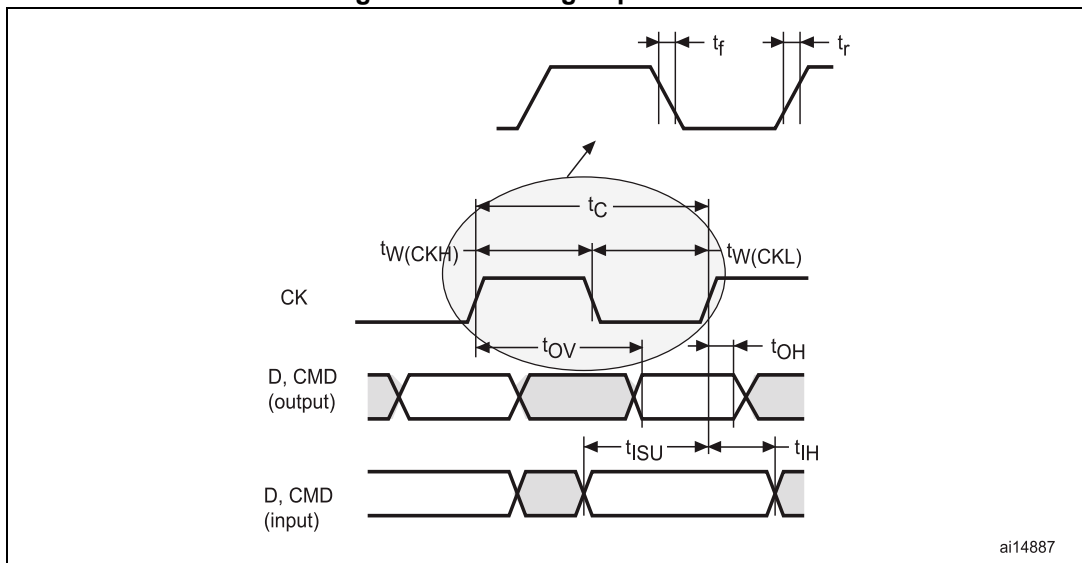 tf
tr
tC
tW(CKH)
tW(CKL)
CK
tOV
tOH
D, CMD
(output)
tISU
tIH
D, CMD
(input)
ai14887